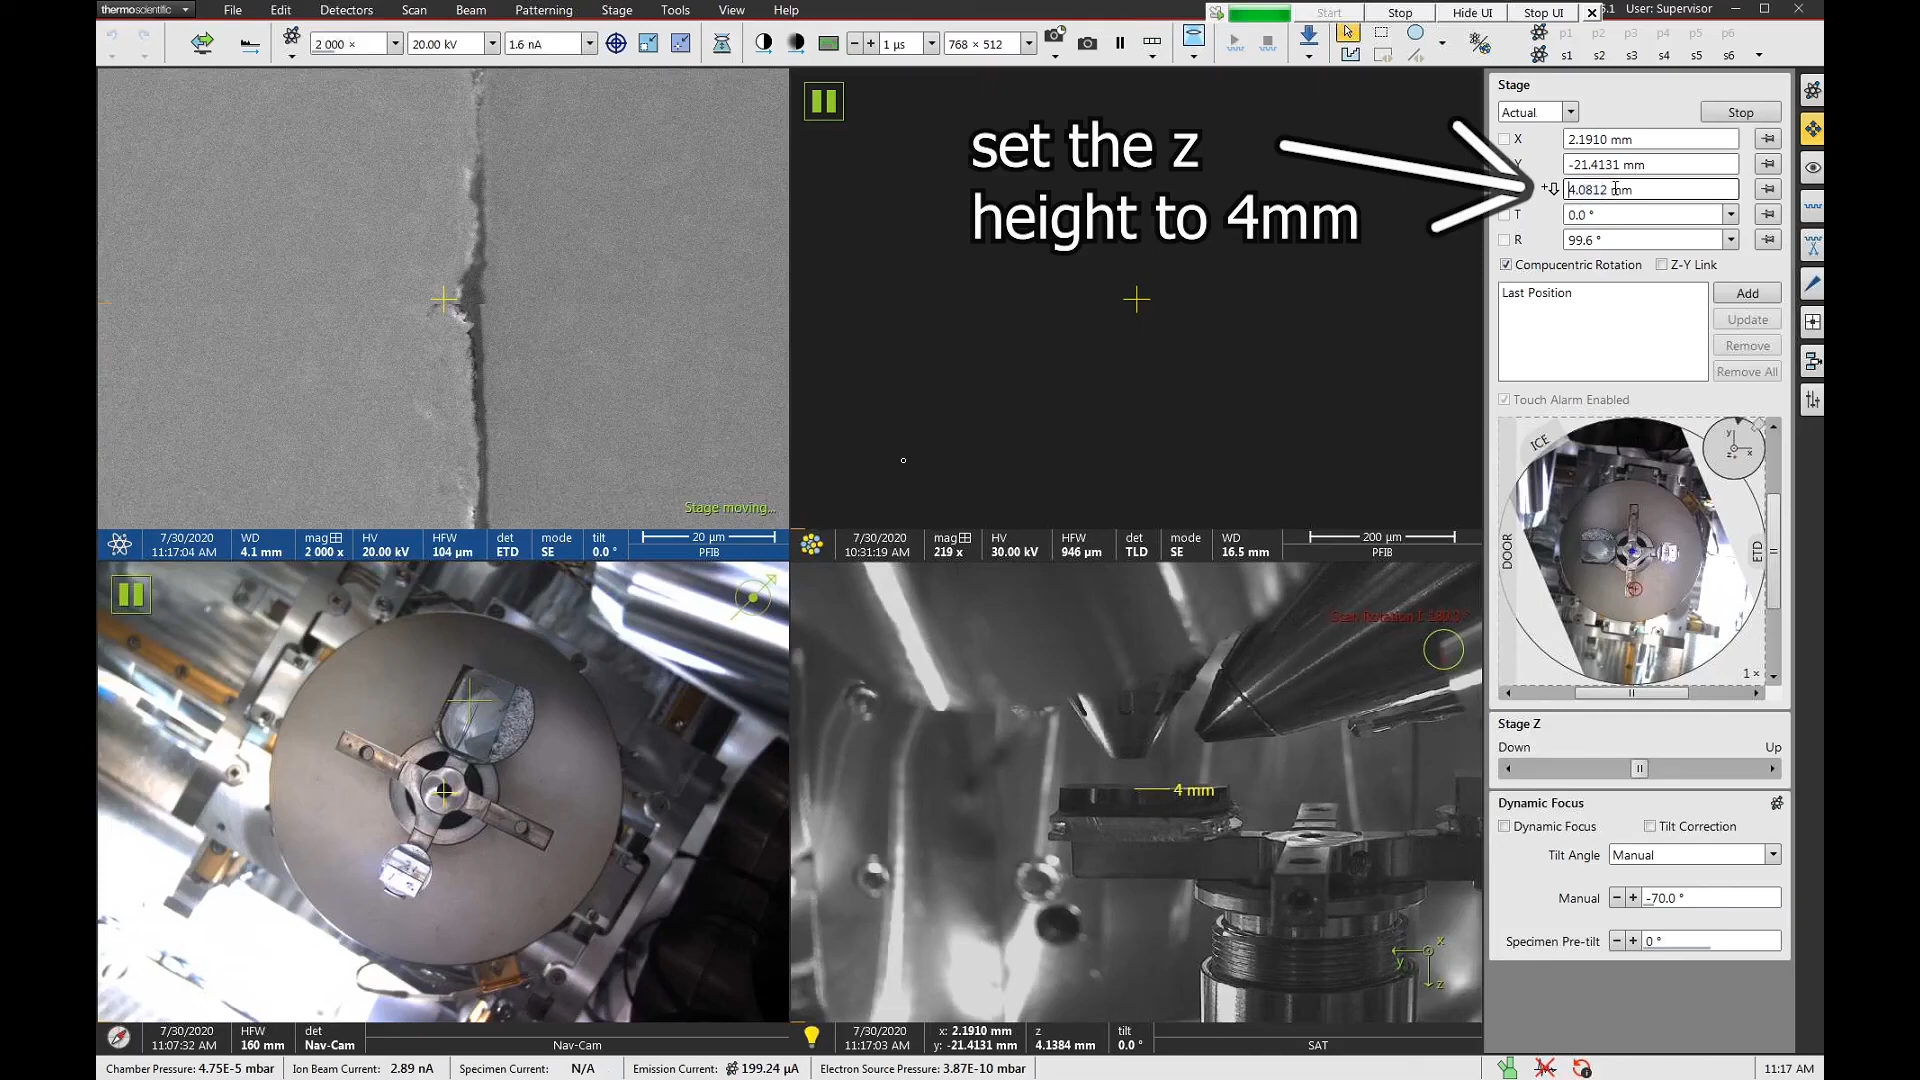 thermoscientific
File Edit Detectors Scan Beam Patterning Stage Tools View Help
Start Stop Hide UI Stop UI
User: Supervisor
2 000 × 20.00 kV 1.6 nA 1 µs 768 × 512
p1 p2 p3 p4 p5 p6
s1 s2 s3 s4 s5 s6
set the z
height to 4mm
Stage moving...
7/30/2020 11:17:04 AM
WD 4.1 mm
mag 2 000 x
HV 20.00 kV
HFW 104 µm
det ETD
mode SE
tilt 0.0 °
20 µm
PFIB
7/30/2020 10:31:19 AM
mag 219 x
HV 30.00 kV
HFW 946 µm
det TLD
mode SE
WD 16.5 mm
200 µm
PFIB
4 mm
x
y
z
7/30/2020 11:07:32 AM
HFW 160 mm
det Nav-Cam
Nav-Cam
7/30/2020 11:17:03 AM
x: 2.1910 mm
y: -21.4131 mm
z 4.1384 mm
tilt 0.0 °
SAT
Stage
Actual Stop
X 2.1910 mm
Y -21.4131 mm
4.0812 mm
T 0.0 °
R 99.6 °
Compucentric Rotation Z-Y Link
Last Position
Add
Update
Remove
Remove All
Touch Alarm Enabled
ICE
DOOR
ETD
y
z
x
1 ×
Stage Z
Down Up
Dynamic Focus
Dynamic Focus Tilt Correction
Tilt Angle Manual
Manual -70.0 °
Specimen Pre-tilt 0 °
Chamber Pressure: 4.75E-5 mbar Ion Beam Current: 2.89 nA Specimen Current: N/A Emission Current: 199.24 µA Electron Source Pressure: 3.87E-10 mbar 11:17 AM